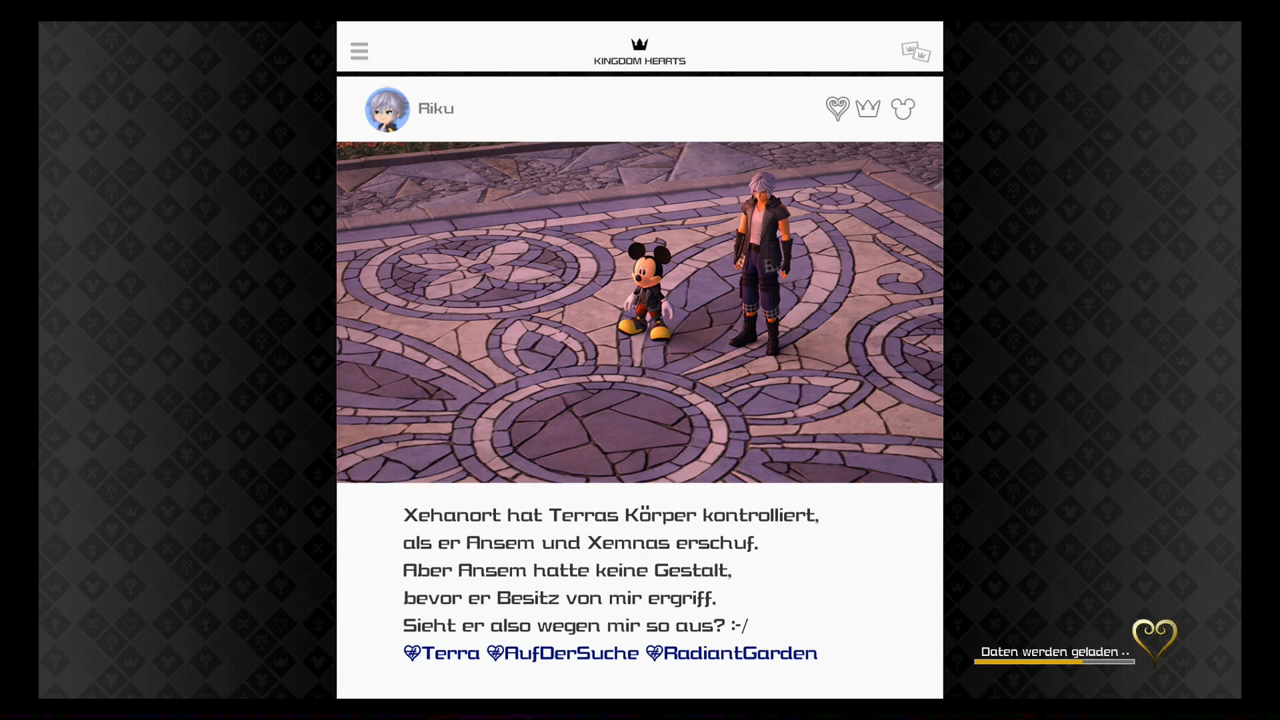 KINGDOM HEARTS
Riku
Xehanort hat Terras Körper kontrolliert,
als er Ansem und Xemnas erschuf.
Aber Ansem hatte keine Gestalt,
bevor er Besitz von mir ergriff.
Sieht er also wegen mir so aus? :-/
Terra AufDerSuche RadiantGarden
Daten werden geladen ..